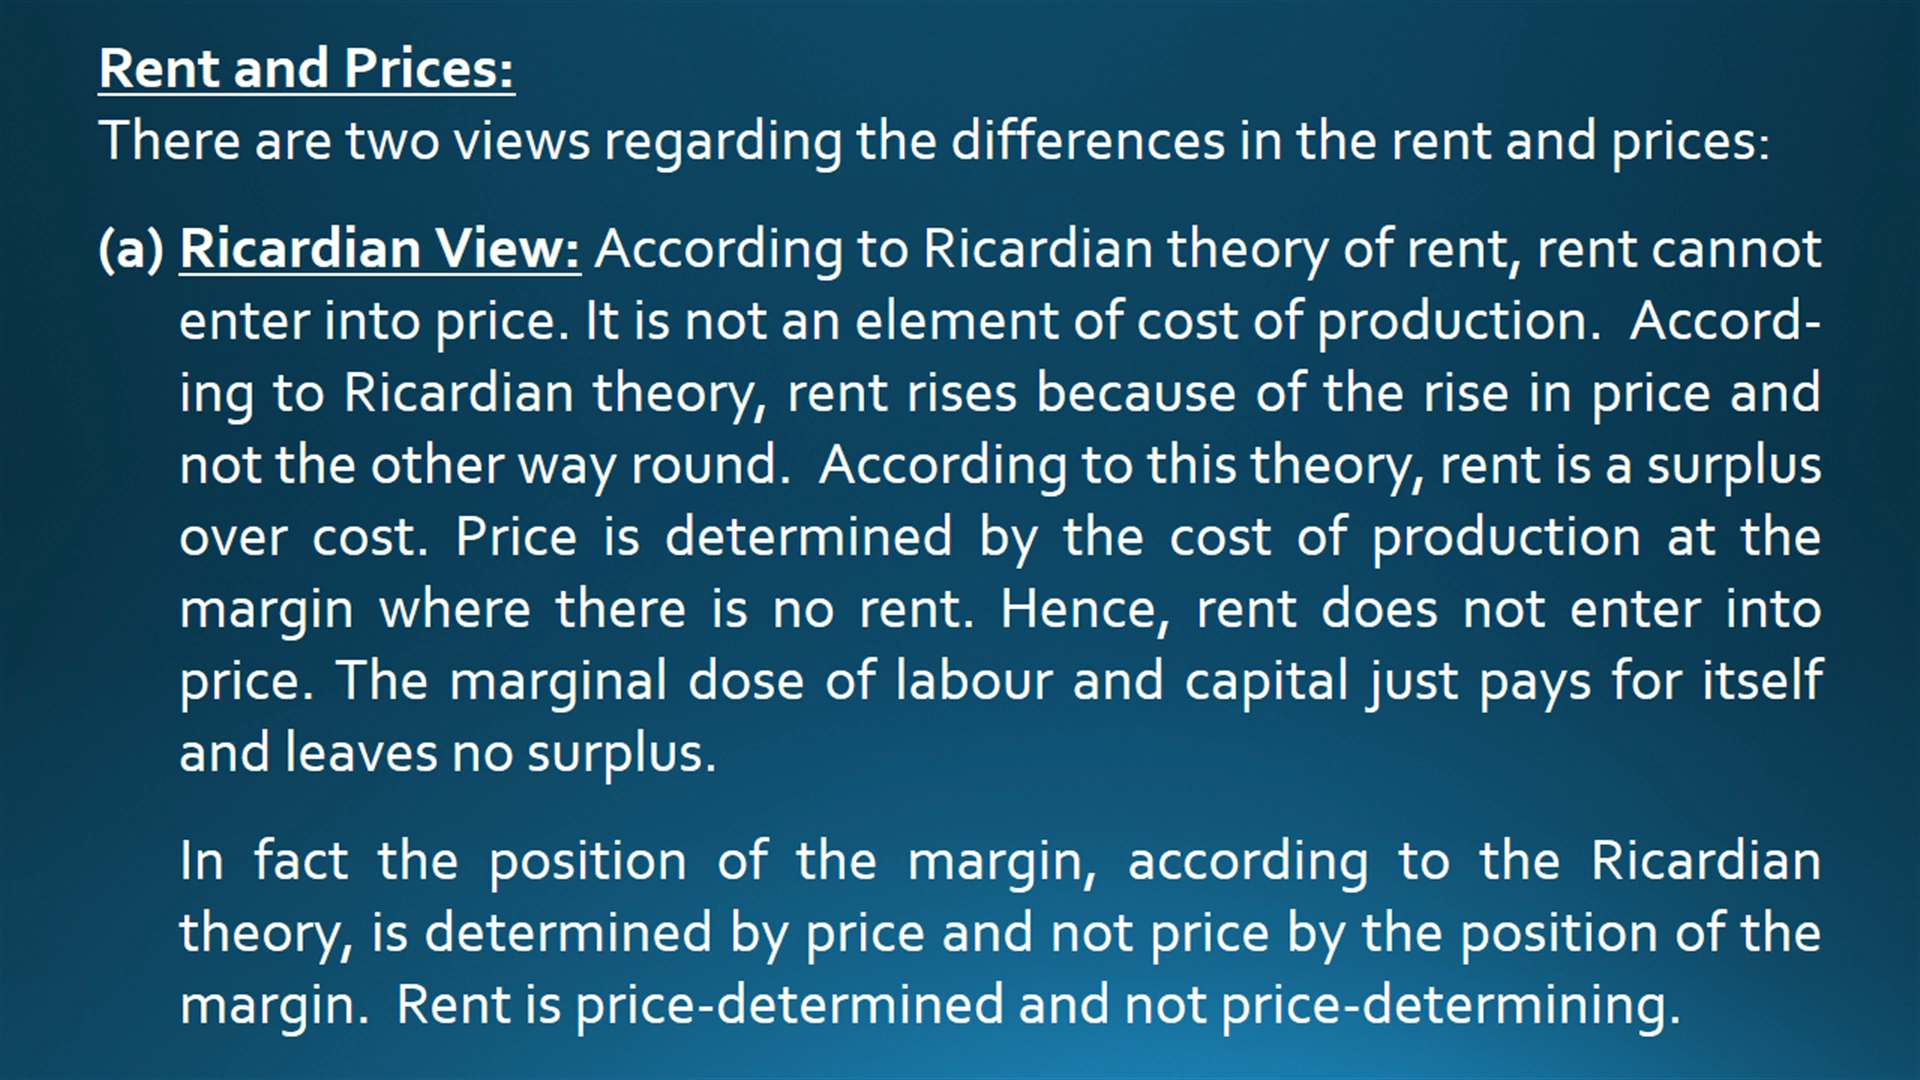 Rent and Prices:
There are two views regarding the differences in the rent and prices:
(a) Ricardian View: According to Ricardian theory of rent, rent cannot
enter into price. It is not an element of cost of production.  Accord-
ing to Ricardian theory, rent rises because of the rise in price and
not the other way round.  According to this theory, rent is a surplus
over cost. Price is determined by the cost of production at the
margin where there is no rent. Hence, rent does not enter into
price. The marginal dose of labour and capital just pays for itself
and leaves no surplus.
In fact the position of the margin, according to the Ricardian
theory, is determined by price and not price by the position of the
margin.  Rent is price-determined and not price-determining.